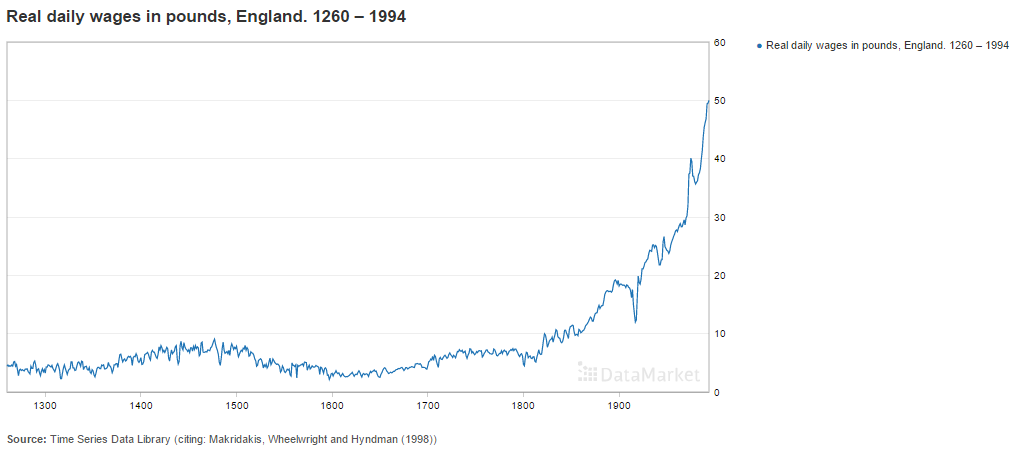 Real daily wages in pounds, England. 1260 – 1994
60
Real daily wages in pounds, England. 1260 – 1994
50
40
30
20
10
DataMarket
0
1300 1400 1500 1600 1700 1800 1900
Source: Time Series Data Library (citing: Makridakis, Wheelwright and Hyndman (1998))